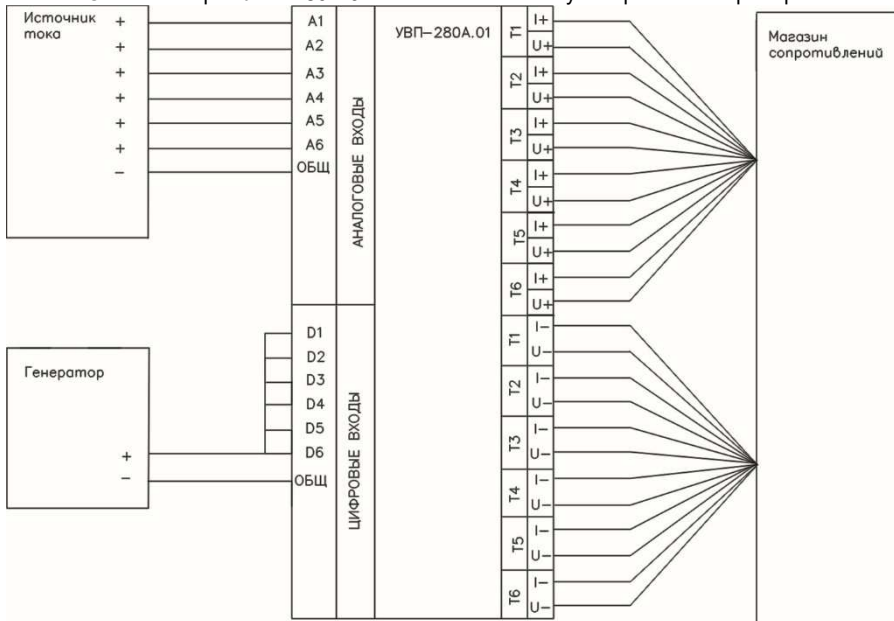 Источник
тока
+
+
+
+
+
+
−
A1
A2
A3
A4
A5
A6
ОБЩ
АНАЛОГОВЫЕ ВХОДЫ
УВП−280А.01
T1
I+
U+
T2
I+
U+
T3
I+
U+
T4
I+
U+
T5
I+
U+
T6
I+
U+
Магазин
сопротивлений
Генератор
+
−
D1
D2
D3
D4
D5
D6
ОБЩ
ЦИФРОВЫЕ ВХОДЫ
T1
I−
U−
T2
I−
U−
T3
I−
U−
T4
I−
U−
T5
I−
U−
T6
I−
U−